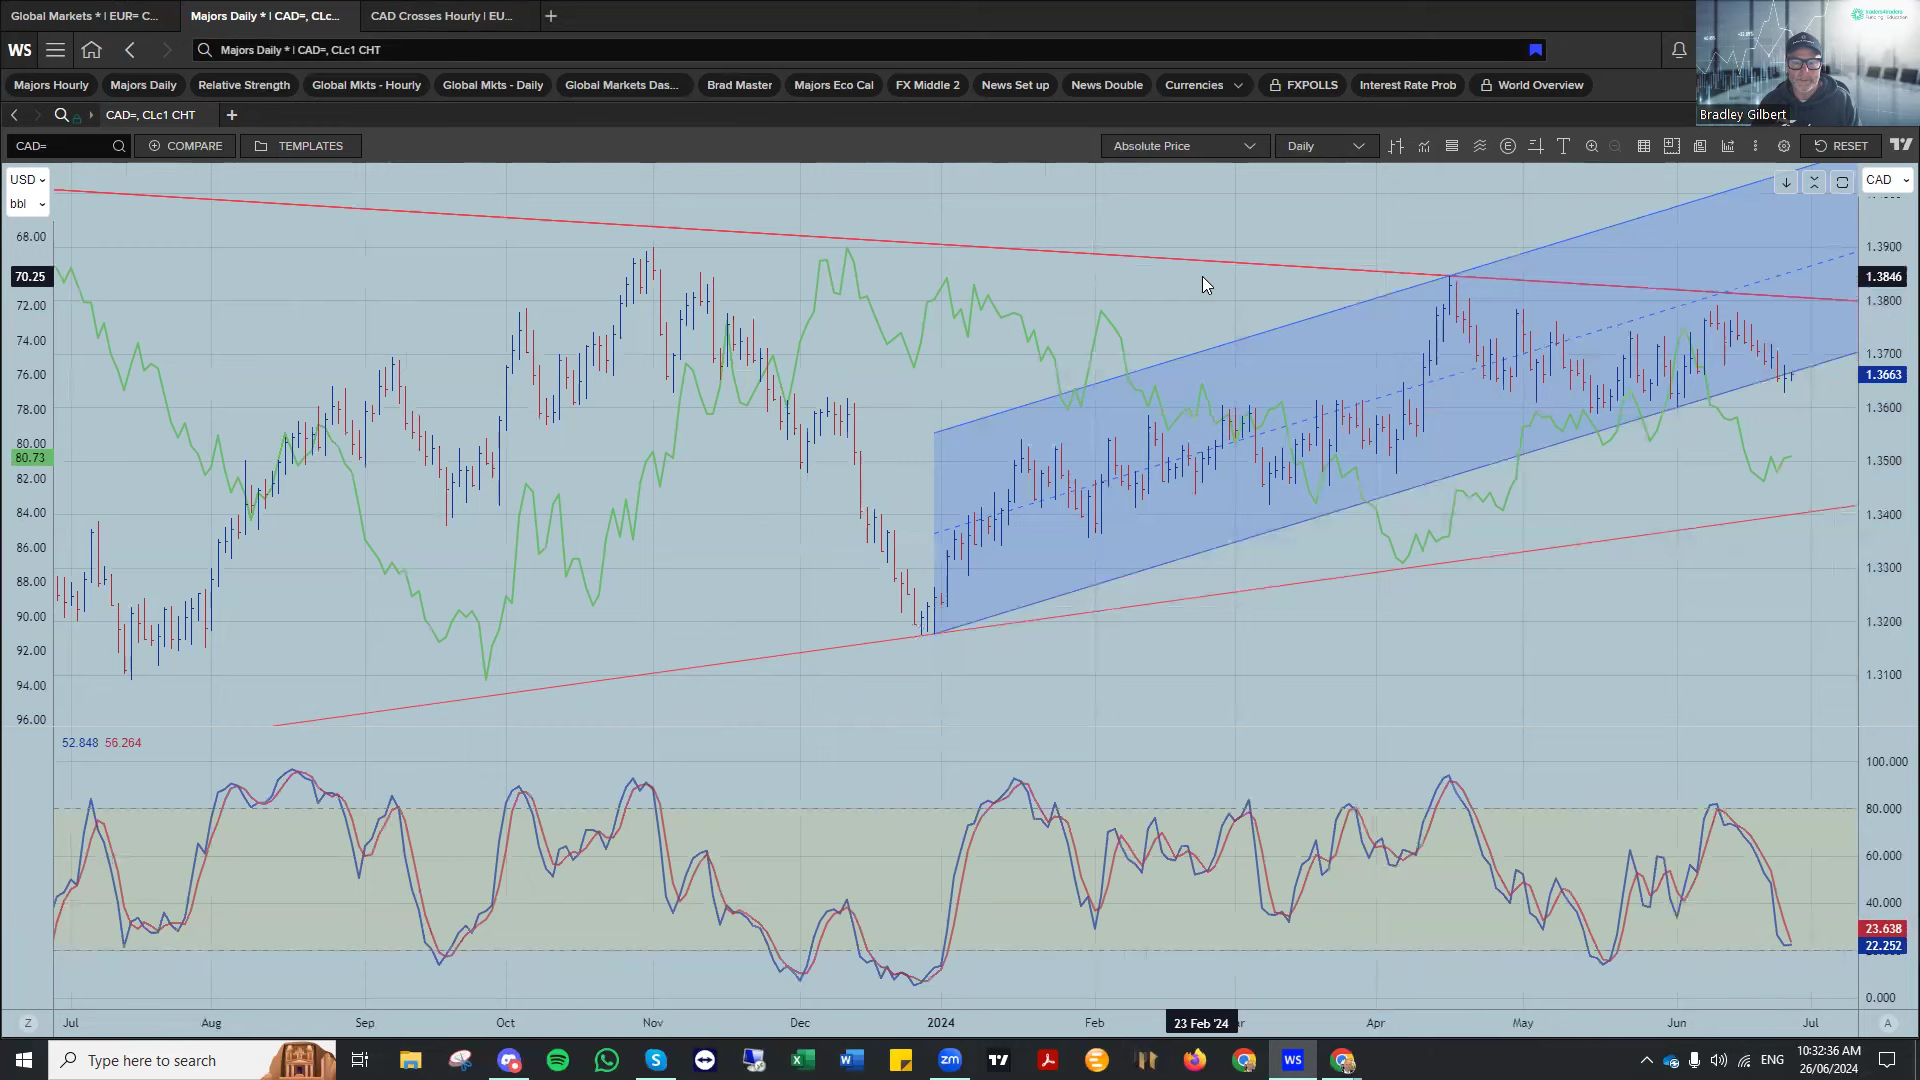 Global Markets * | EUR= C...
Majors Daily * | CAD=, CLc...
CAD Crosses Hourly | EU...
traders4traders
Funding · Education
WS
Majors Daily * | CAD=, CLc1 CHT
Majors Hourly
Majors Daily
Relative Strength
Global Mkts - Hourly
Global Mkts - Daily
Global Markets Das...
Brad Master
Majors Eco Cal
FX Middle 2
News Set up
News Double
Currencies
FXPOLLS
Interest Rate Prob
World Overview
Bradley Gilbert
CAD=, CLc1 CHT
CAD=
COMPARE
TEMPLATES
Absolute Price
Daily
RESET
USD
bbl
CAD
68.00
70.25
72.00
74.00
76.00
78.00
80.00
80.73
82.00
84.00
86.00
88.00
90.00
92.00
94.00
96.00
1.3900
1.3846
1.3800
1.3700
1.3663
1.3600
1.3500
1.3400
1.3300
1.3200
1.3100
52.848 56.264
100.000
80.000
60.000
40.000
23.638
22.252
0.000
Z
Jul
Aug
Sep
Oct
Nov
Dec
2024
Feb
23 Feb '24
Apr
May
Jun
Jul
A
Type here to search
zm
WS
ENG
10:32:36 AM
26/06/2024